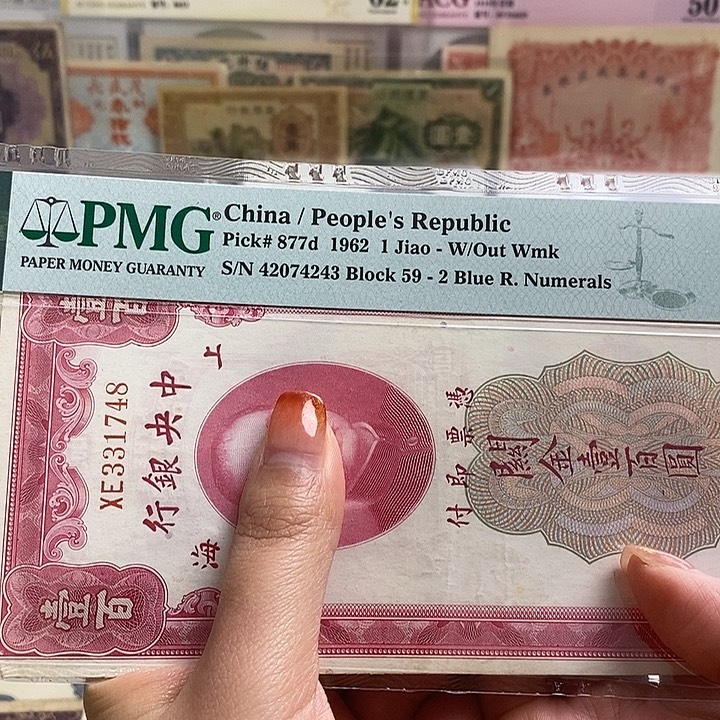 PMG®
PAPER MONEY GUARANTY
China / People's Republic
Pick# 877d 1962 1 Jiao - W/Out Wmk
S/N 42074243 Block 59 - 2 Blue R. Numerals
壹百
XE331748
中央銀行
上
海
憑票即付
關金壹百圓
壹百